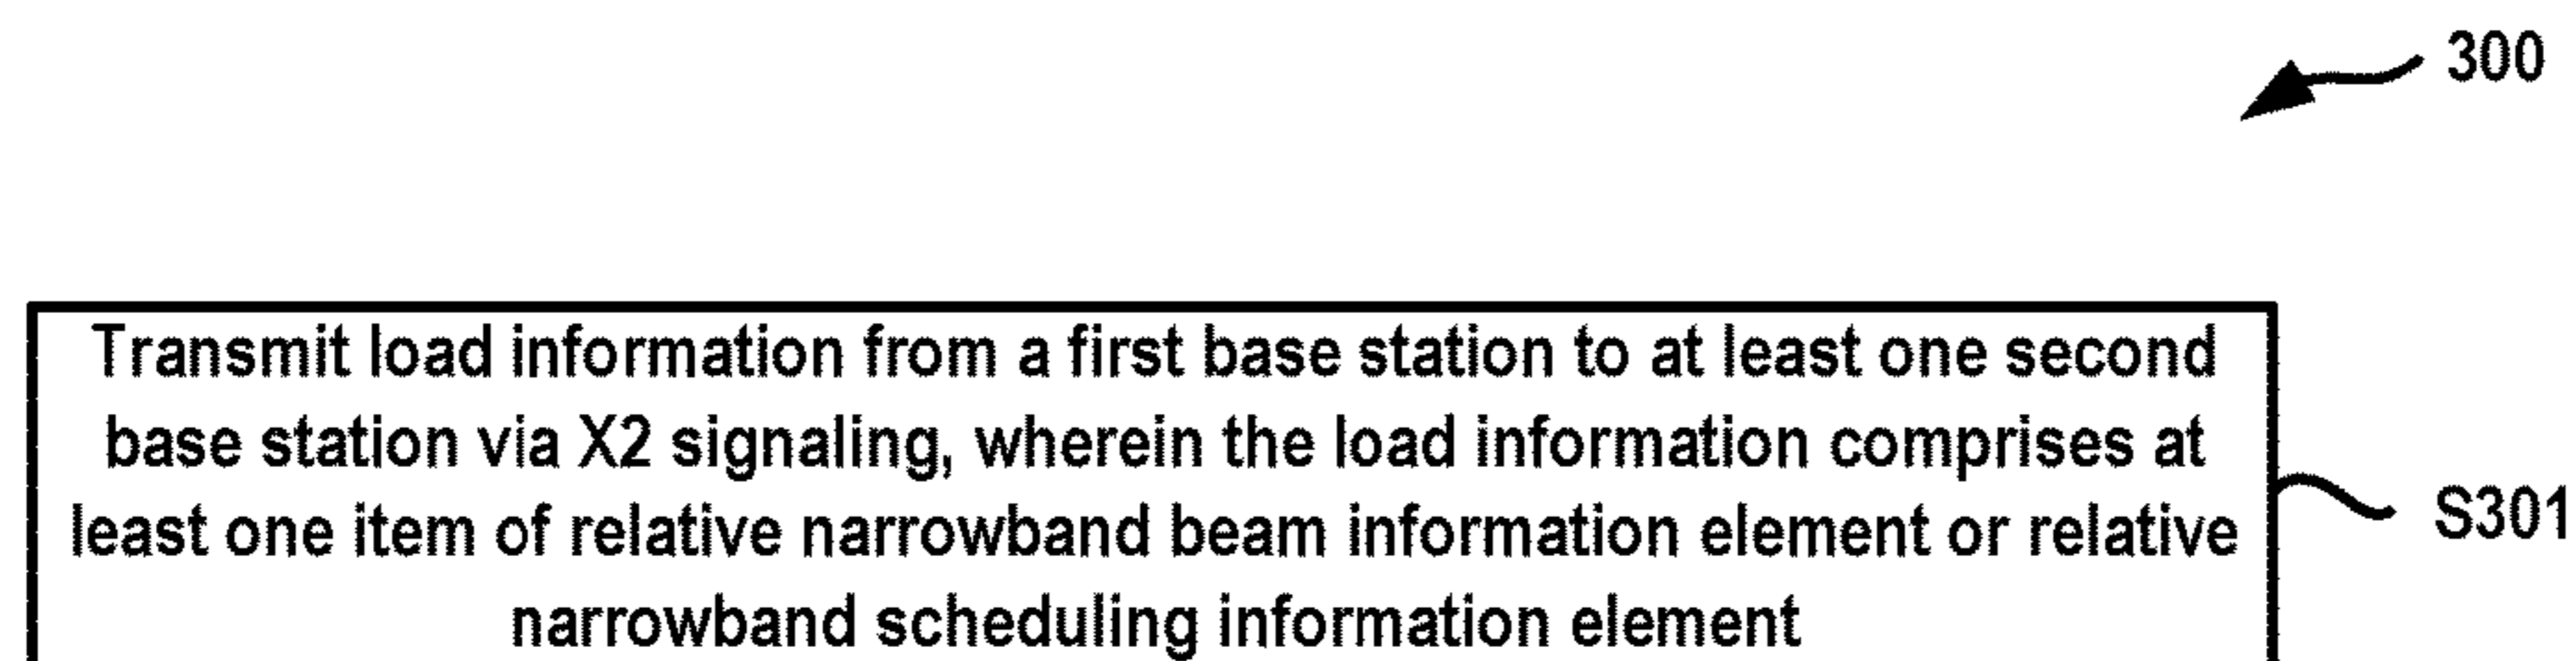 300
Transmit load information from a first base station to at least one second
base station via X2 signaling, wherein the load information comprises at
least one item of relative narrowband beam information element or relative
narrowband scheduling information element
S301